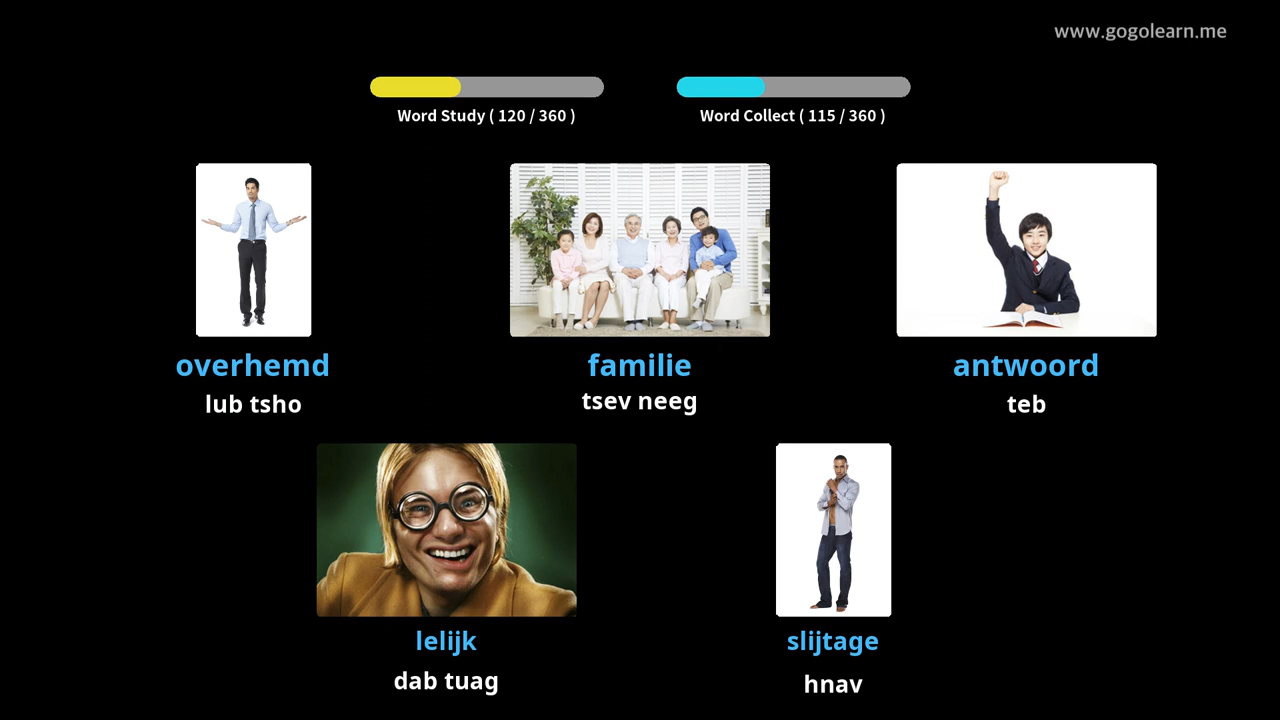 www.gogolearn.me
Word Study ( 120 / 360 )
Word Collect ( 115 / 360 )
overhemd
lub tsho
familie
tsev neeg
antwoord
teb
lelijk
dab tuag
slijtage
hnav